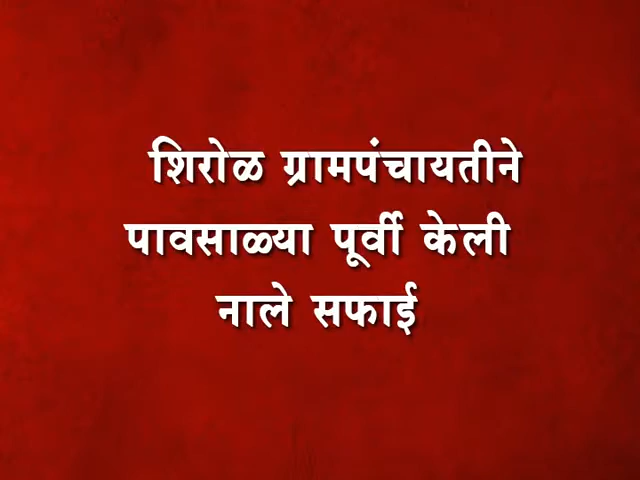 शिरोळ ग्रामपंचायतीने
पावसाळ्या पूर्वी केली
नाले सफाई